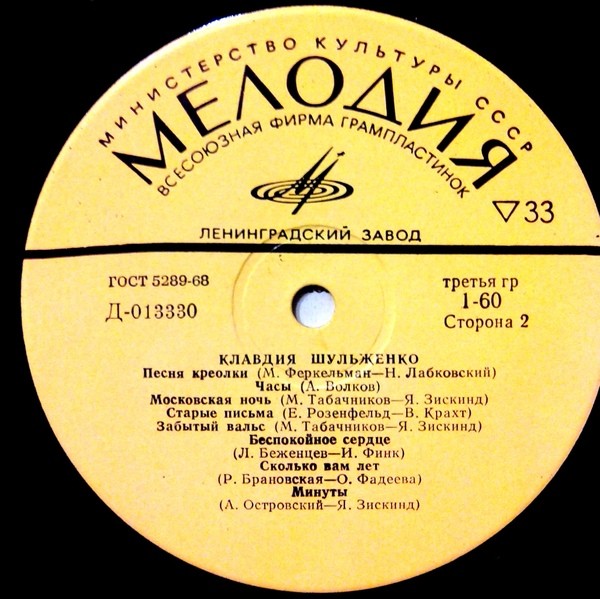 МИНИСТЕРСТВО КУЛЬТУРЫ СССР
МЕЛОДИЯ
ВСЕСОЮЗНАЯ ФИРМА ГРАМПЛАСТИНОК
▽33
ЛЕНИНГРАДСКИЙ ЗАВОД
ГОСТ 5289-68
Д-013330
третья гр
1-60
Сторона 2
КЛАВДИЯ ШУЛЬЖЕНКО
Песня креолки (М. Феркельман—Н. Лабковский)
Часы (А. Волков)
Московская ночь (М. Табачников—Я. Зискинд)
Старые письма (Е. Розенфельд—В. Крахт)
Забытый вальс (М. Табачников—Я. Зискинд)
Беспокойное сердце
(Л. Беженцев—И. Финк)
Сколько вам лет
(Р. Брановская—О. Фадеева)
Минуты
(А. Островский—Я. Зискинд)